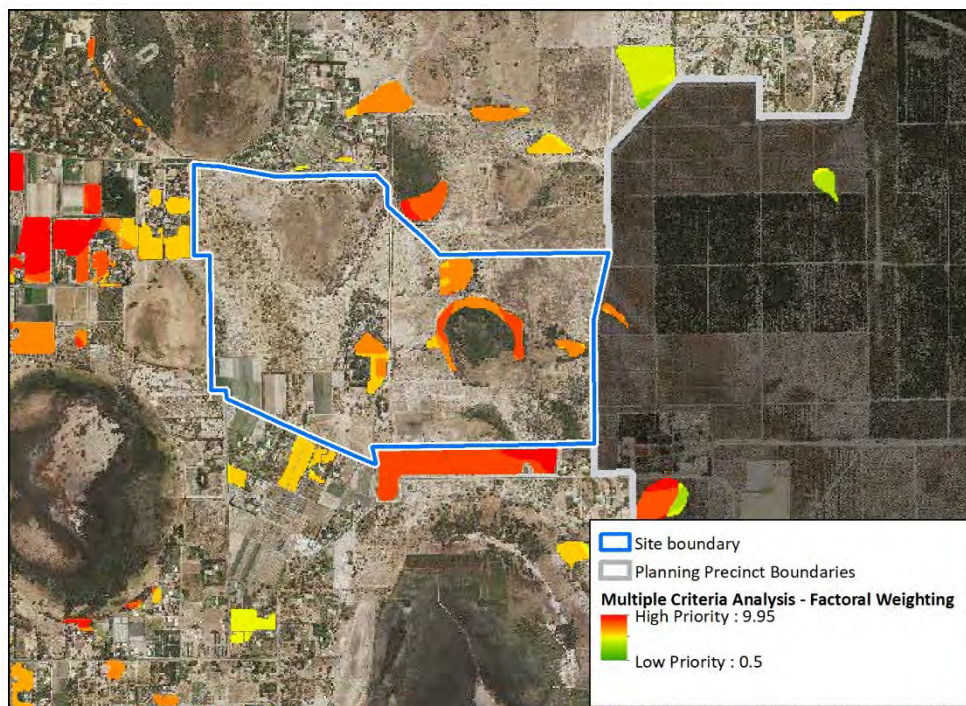 Site boundary
Planning Precinct Boundaries
Multiple Criteria Analysis - Factoral Weighting
High Priority : 9.95
Low Priority : 0.5